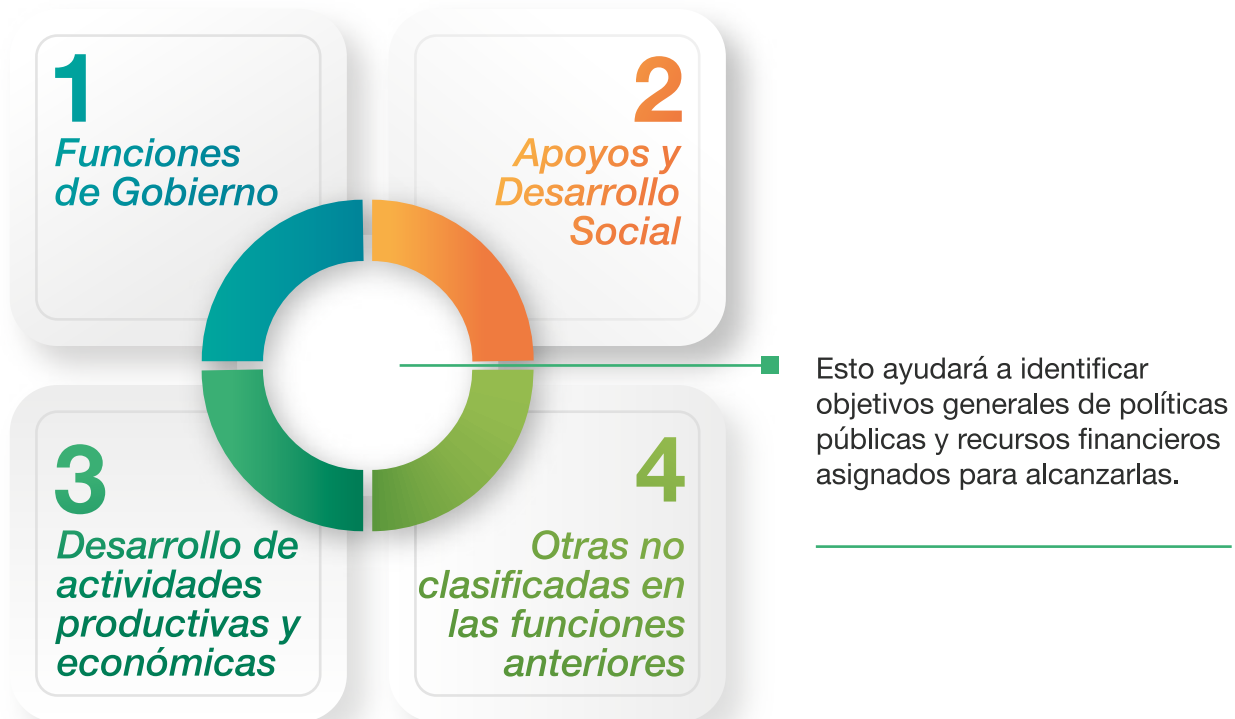 1
Funciones
de Gobierno
2
Apoyos y
Desarrollo
Social
Esto ayudará a identificar
objetivos generales de políticas
públicas y recursos financieros
asignados para alcanzarlas.
3
Desarrollo de
actividades
productivas y
económicas
4
Otras no
clasificadas en
las funciones
anteriores